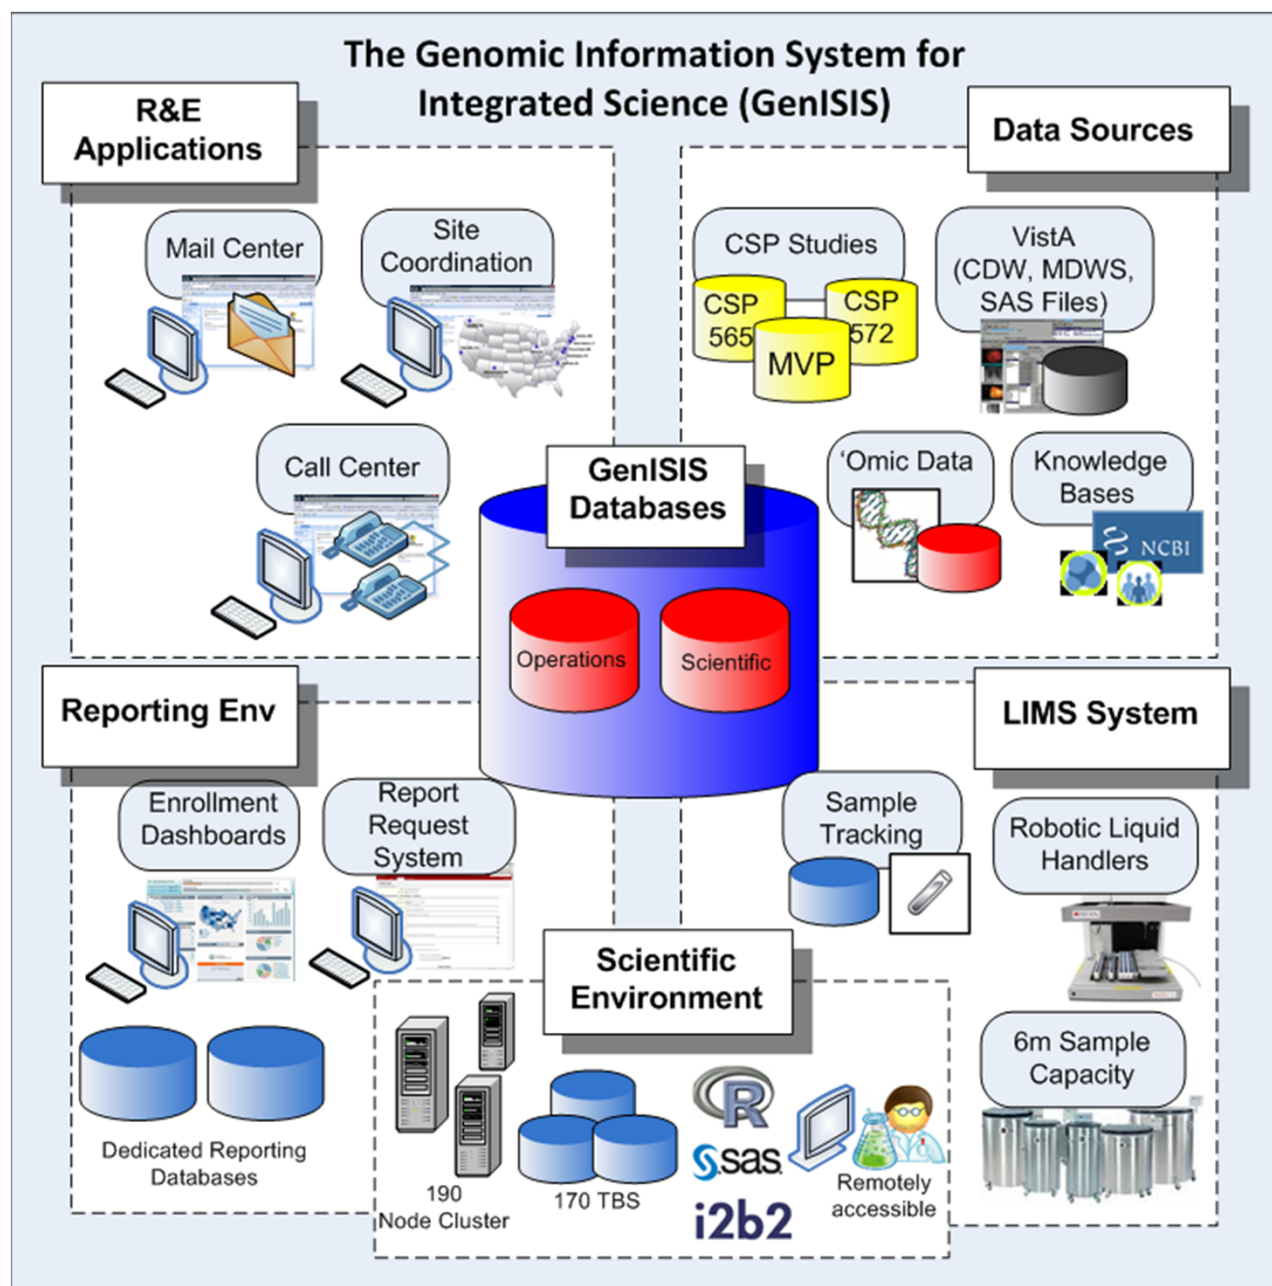 The Genomic Information System for
Integrated Science (GenISIS)
R&E
Applications
Mail Center
Site
Coordination
Call Center
Data Sources
CSP Studies
CSP
565
MVP
CSP
572
VistA
(CDW, MDWS,
SAS Files)
‘Omic Data
Knowledge
Bases
NCBI
GenISIS
Databases
Operations
Scientific
Reporting Env
Enrollment
Dashboards
Report
Request
System
Dedicated Reporting
Databases
LIMS System
Sample
Tracking
Robotic Liquid
Handlers
6m Sample
Capacity
Scientific
Environment
190
Node Cluster
170 TBS
R
sas
i2b2
Remotely
accessible